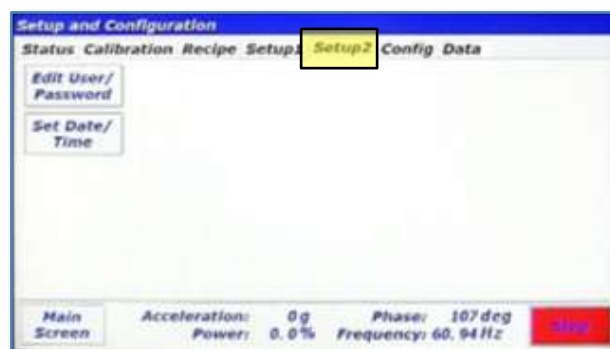 Setup and Configuration
Status Calibration Recipe Setup1 Setup2 Config Data
Edit User/
Password
Set Date/
Time
Main
Screen
Acceleration: 0 g Phase: 107 deg
Power: 0.0% Frequency: 60.94 Hz
Stop